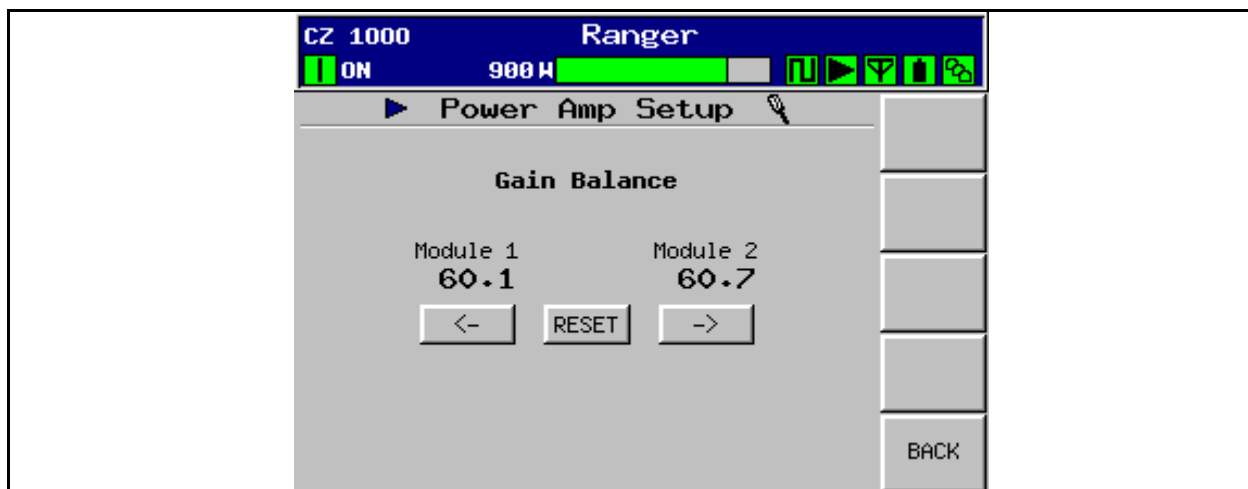 CZ 1000 Ranger
ON 900 W
Power Amp Setup
Gain Balance
Module 1 Module 2
60.1 60.7
<- RESET ->
BACK